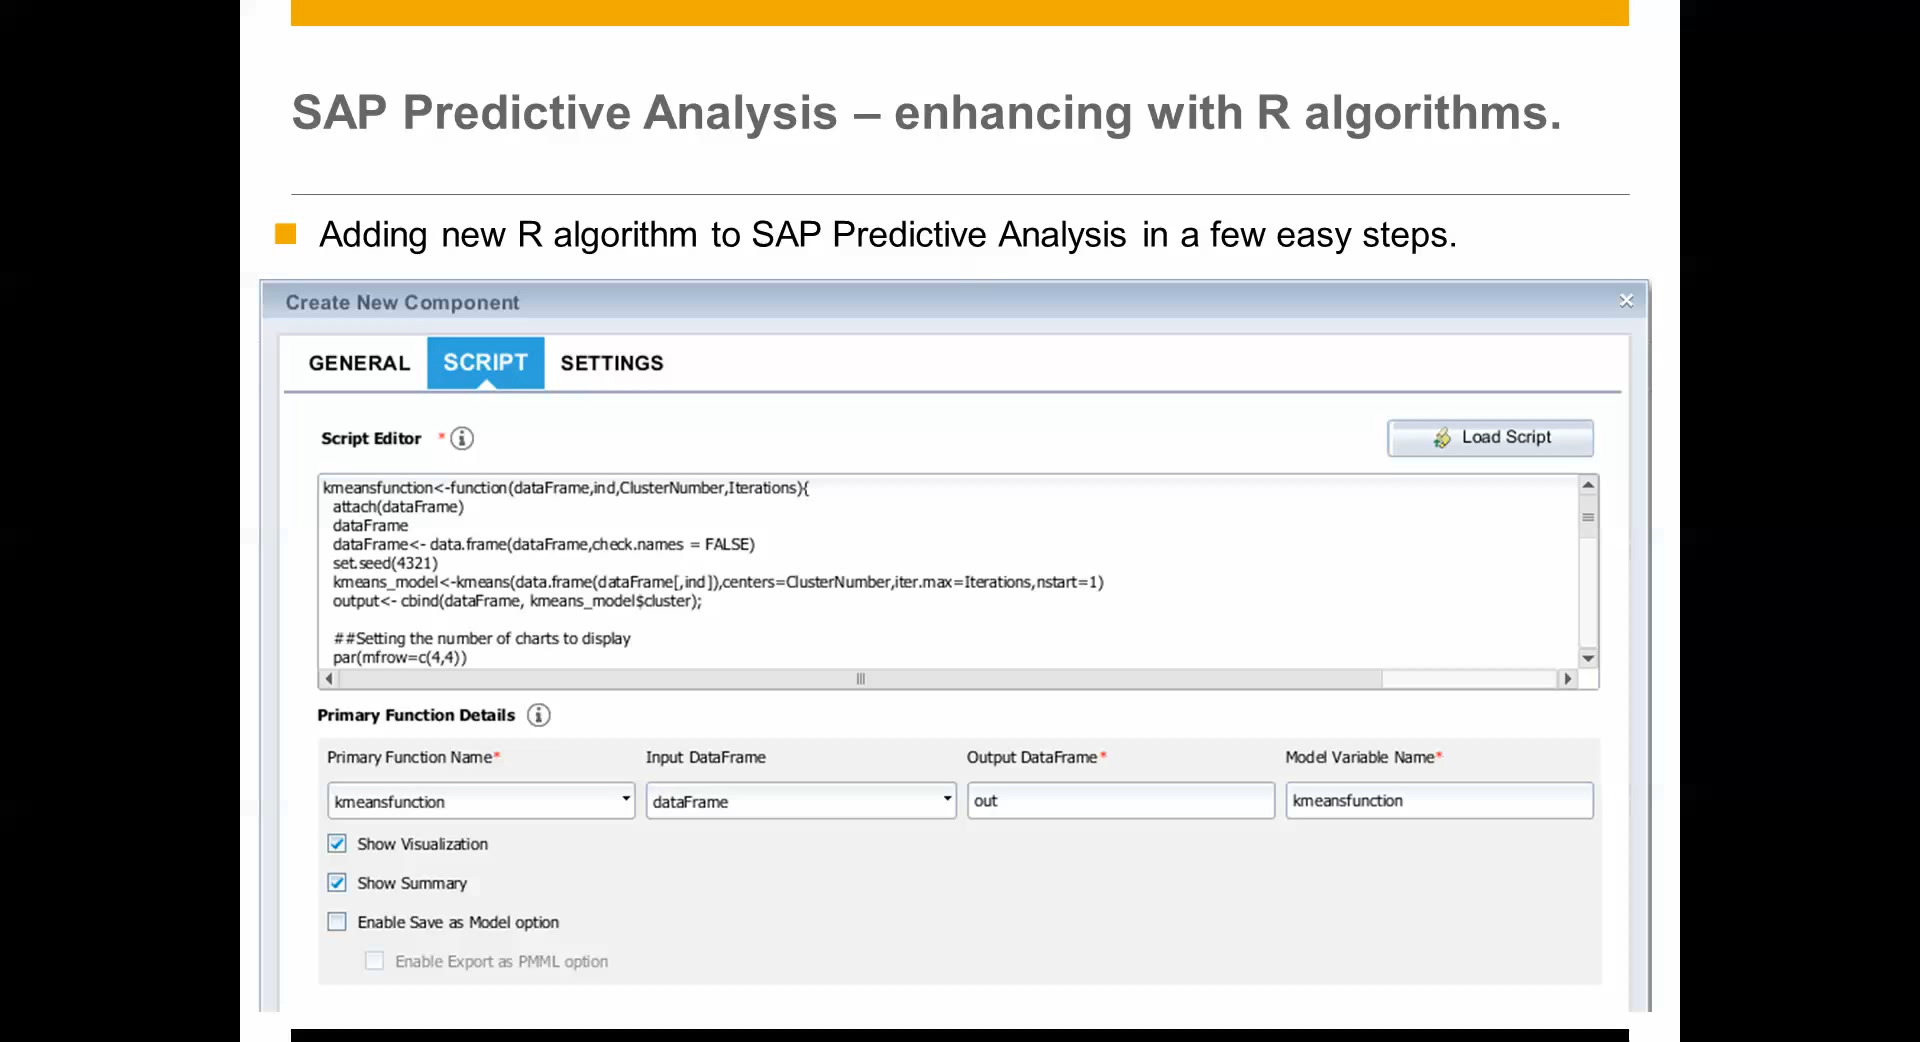 SAP Predictive Analysis – enhancing with R algorithms.
Adding new R algorithm to SAP Predictive Analysis in a few easy steps.
Create New Component
GENERAL SCRIPT SETTINGS
Script Editor * Load Script
kmeansfunction<-function(dataFrame,ind,ClusterNumber,Iterations){
attach(dataFrame)
dataFrame
dataFrame<- data.frame(dataFrame,check.names = FALSE)
set.seed(4321)
kmeans_model<-kmeans(data.frame(dataFrame[,ind]),centers=ClusterNumber,iter.max=Iterations,nstart=1)
output<- cbind(dataFrame, kmeans_model$cluster);
##Setting the number of charts to display
par(mfrow=c(4,4))
Primary Function Details
Primary Function Name* Input DataFrame Output DataFrame* Model Variable Name*
kmeansfunction dataFrame out kmeansfunction
Show Visualization
Show Summary
Enable Save as Model option
Enable Export as PMML option